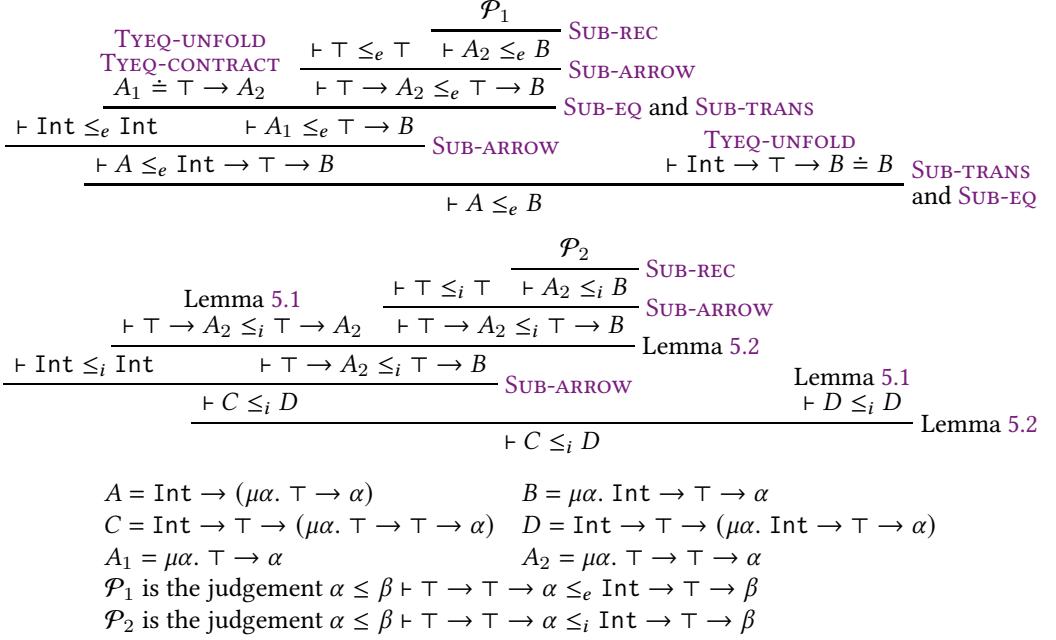 𝒫₁
Sub-rec
Tyeq-unfold
Tyeq-contract
⊢ ⊤ ≤ₑ ⊤ ⊢ A₂ ≤ₑ B
Sub-arrow
A₁ ≐ ⊤ → A₂ ⊢ ⊤ → A₂ ≤ₑ ⊤ → B
Sub-eq and Sub-trans
⊢ Int ≤ₑ Int ⊢ A₁ ≤ₑ ⊤ → B
Sub-arrow
Tyeq-unfold
⊢ A ≤ₑ Int → ⊤ → B ⊢ Int → ⊤ → B ≐ B
Sub-trans
and Sub-eq
⊢ A ≤ₑ B
𝒫₂
Sub-rec
Lemma 5.1
⊢ ⊤ ≤ᵢ ⊤ ⊢ A₂ ≤ᵢ B
Sub-arrow
⊢ ⊤ → A₂ ≤ᵢ ⊤ → A₂ ⊢ ⊤ → A₂ ≤ᵢ ⊤ → B
Lemma 5.2
⊢ Int ≤ᵢ Int ⊢ ⊤ → A₂ ≤ᵢ ⊤ → B
Sub-arrow
Lemma 5.1
⊢ C ≤ᵢ D ⊢ D ≤ᵢ D
Lemma 5.2
⊢ C ≤ᵢ D
A = Int → (μα. ⊤ → α) B = μα. Int → ⊤ → α
C = Int → ⊤ → (μα. ⊤ → ⊤ → α) D = Int → ⊤ → (μα. Int → ⊤ → α)
A₁ = μα. ⊤ → α A₂ = μα. ⊤ → ⊤ → α
𝒫₁ is the judgement α ≤ β ⊢ ⊤ → ⊤ → α ≤ₑ Int → ⊤ → β
𝒫₂ is the judgement α ≤ β ⊢ ⊤ → ⊤ → α ≤ᵢ Int → ⊤ → β